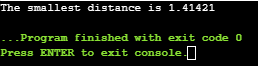 The smallest distance is 1.41421
...Program finished with exit code 0
Press ENTER to exit console.